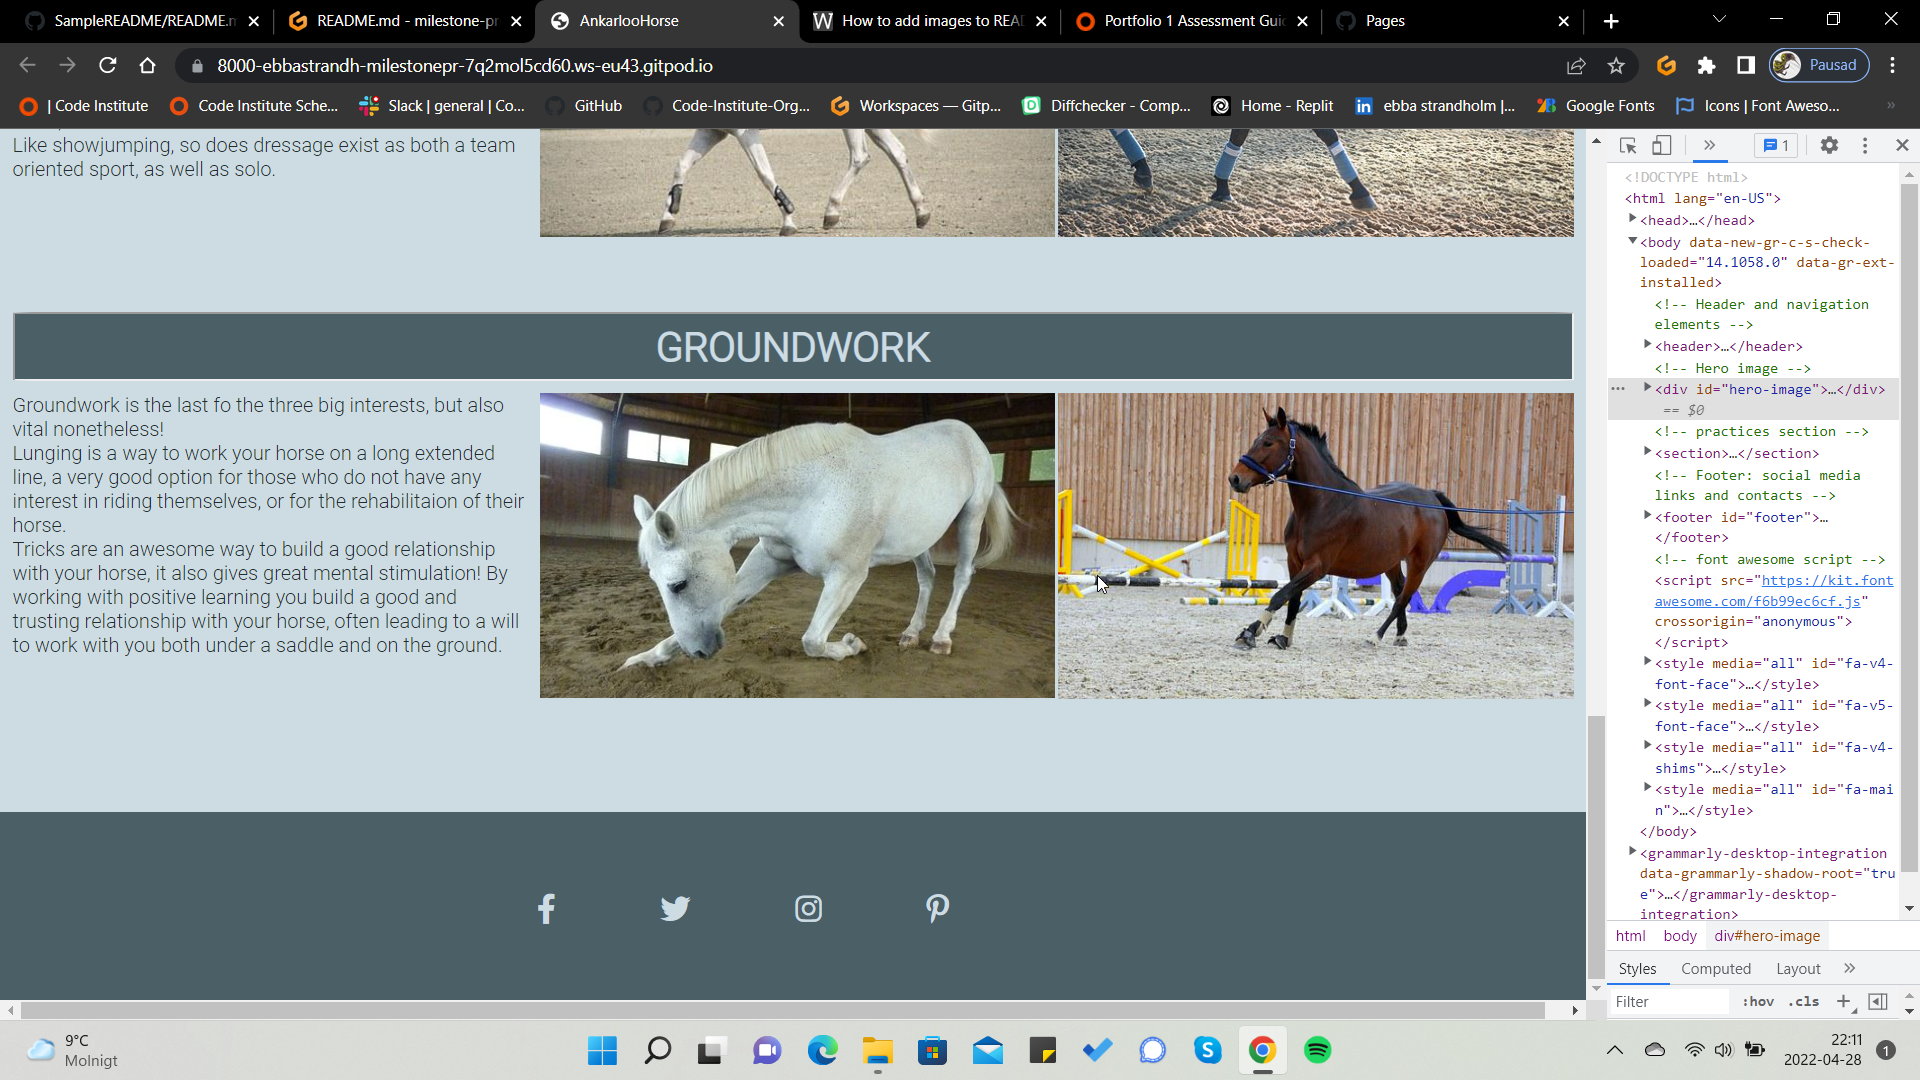 SampleREADME/README.m
README.md - milestone-pr
AnkarlooHorse
How to add images to REA
Portfolio 1 Assessment Gui
Pages
8000-ebbastrandh-milestonepr-7q2mol5cd60.ws-eu43.gitpod.io
Pausad
| Code Institute
Code Institute Sche...
Slack | general | Co...
GitHub
Code-Institute-Org...
Workspaces — Gitp...
Diffchecker - Comp...
Home - Replit
ebba strandholm |...
Google Fonts
Icons | Font Aweso...
Like showjumping, so does dressage exist as both a team
oriented sport, as well as solo.
GROUNDWORK
Groundwork is the last fo the three big interests, but also
vital nonetheless!
Lunging is a way to work your horse on a long extended
line, a very good option for those who do not have any
interest in riding themselves, or for the rehabilitaion of their
horse.
Tricks are an awesome way to build a good relationship
with your horse, it also gives great mental stimulation! By
working with positive learning you build a good and
trusting relationship with your horse, often leading to a will
to work with you both under a saddle and on the ground.
1
<!DOCTYPE html>
<html lang="en-US">
<head>…</head>
<body data-new-gr-c-s-check-
loaded="14.1058.0" data-gr-ext-
installed>
<!-- Header and navigation
elements -->
<header>…</header>
<!-- Hero image -->
<div id="hero-image">…</div>
== $0
<!-- practices section -->
<section>…</section>
<!-- Footer: social media
links and contacts -->
<footer id="footer">…
</footer>
<!-- font awesome script -->
<script src="https://kit.font
awesome.com/f6b99ec6cf.js"
crossorigin="anonymous">
</script>
<style media="all" id="fa-v4-
font-face">…</style>
<style media="all" id="fa-v5-
font-face">…</style>
<style media="all" id="fa-v4-
shims">…</style>
<style media="all" id="fa-mai
n">…</style>
</body>
<grammarly-desktop-integration
data-grammarly-shadow-root="tru
e">…</grammarly-desktop-
integration>
html body div#hero-image
Styles Computed Layout
Filter :hov .cls
9°C
Molnigt
22:11
2022-04-28
1